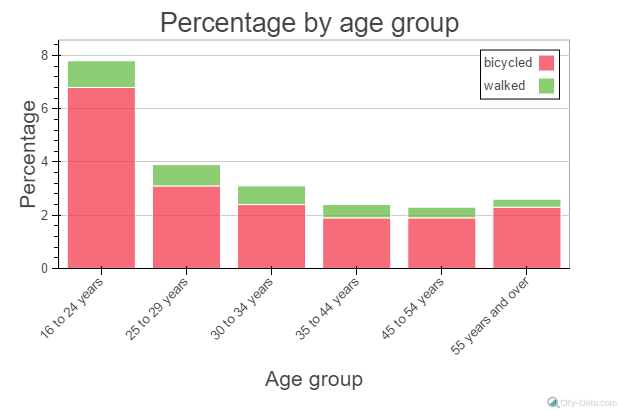 Percentage by age group
bicycled
walked
Percentage
8
6
4
2
0
16 to 24 years
25 to 29 years
30 to 34 years
35 to 44 years
45 to 54 years
55 years and over
Age group
City-Data.com